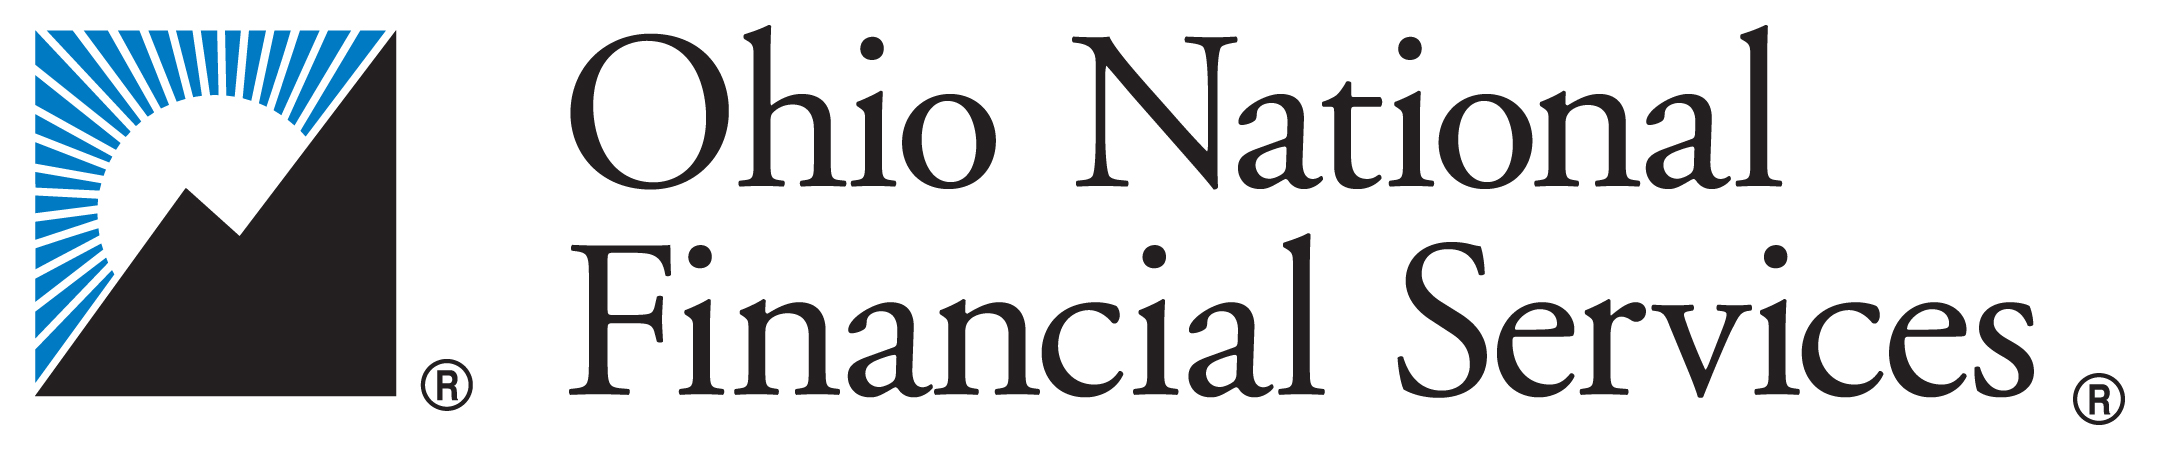 ® Ohio National
Financial Services ®